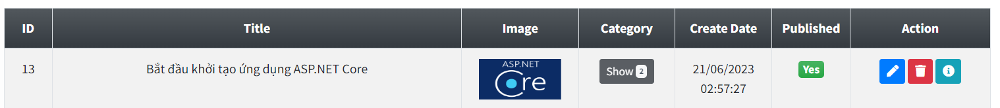 ID Title Image Category Create Date Published Action
13 Bắt đầu khởi tạo ứng dụng ASP.NET Core ASP.NET Core Show 2 21/06/2023 02:57:27 Yes